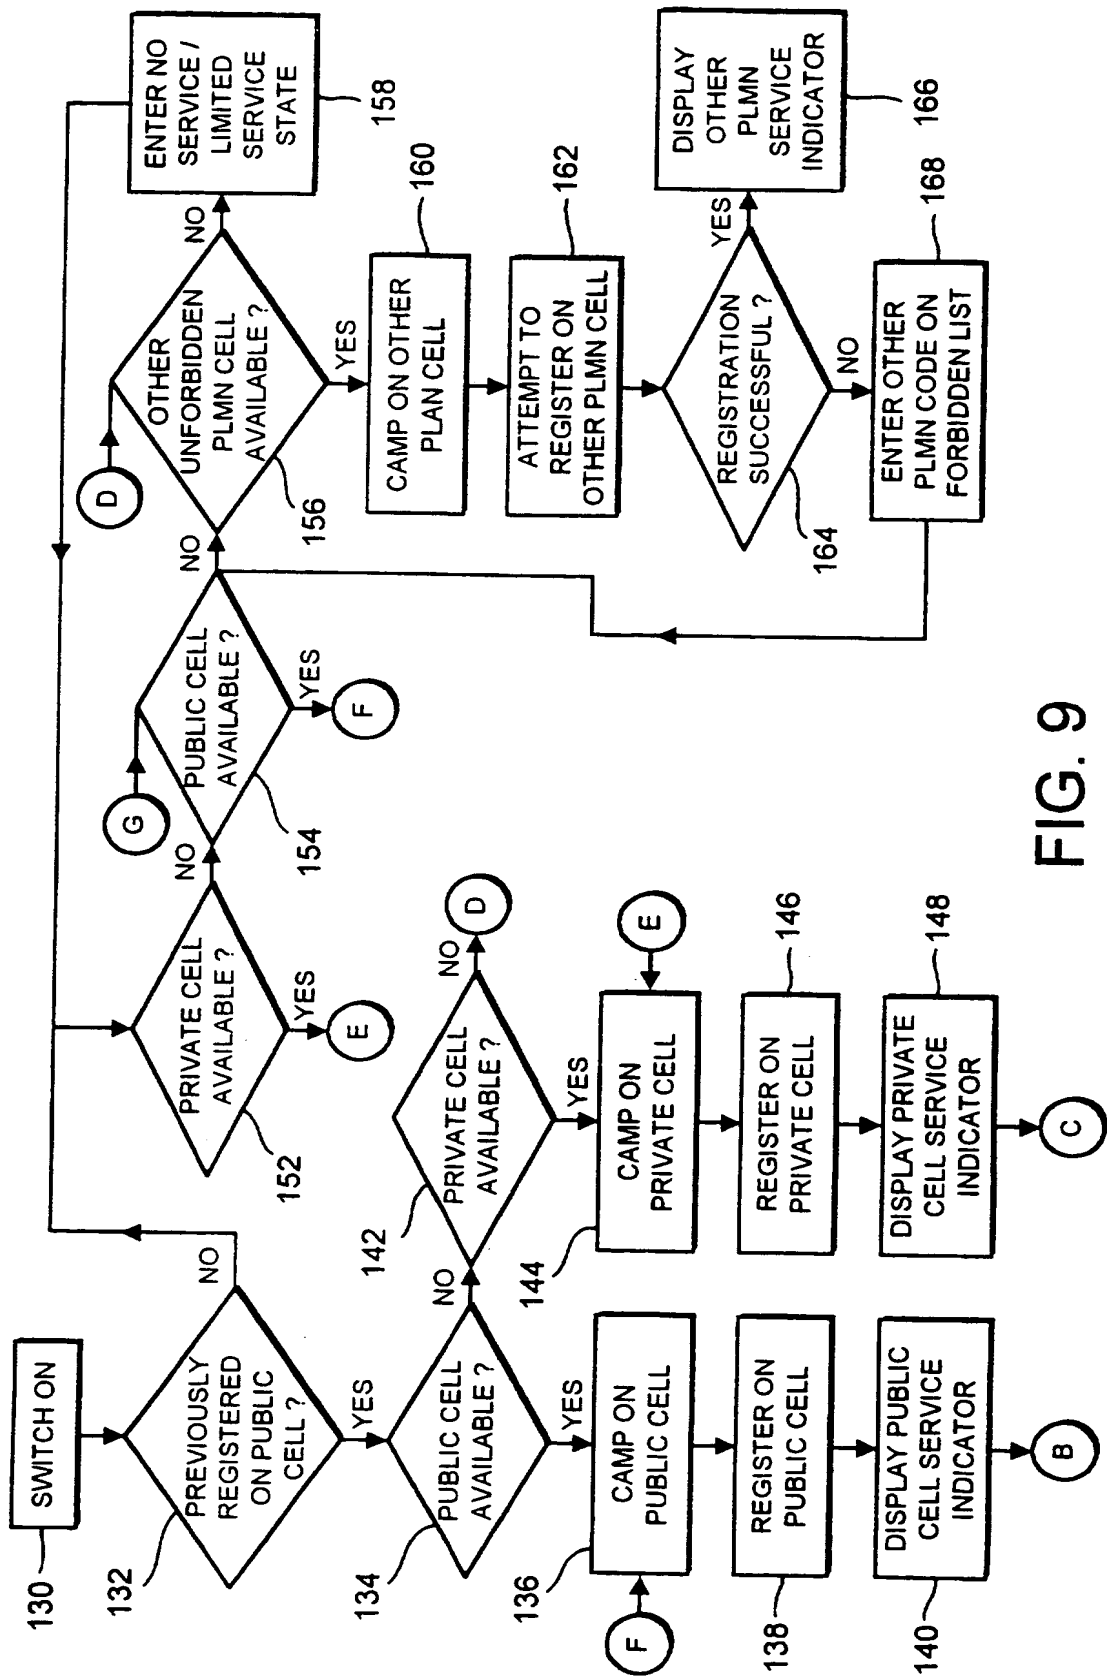 SWITCH ON
130
PREVIOUSLY
REGISTERED
ON PUBLIC
CELL ?
132
NO
YES
PUBLIC CELL
AVAILABLE ?
134
NO
YES
F
CAMP ON
PUBLIC CELL
136
REGISTER ON
PUBLIC CELL
138
DISPLAY PUBLIC
CELL SERVICE
INDICATOR
140
B
PRIVATE CELL
AVAILABLE ?
142
NO
D
YES
CAMP ON
PRIVATE CELL
144
E
REGISTER ON
PRIVATE CELL
146
DISPLAY PRIVATE
CELL SERVICE
INDICATOR
148
C
PRIVATE CELL
AVAILABLE ?
152
NO
YES
E
G
PUBLIC CELL
AVAILABLE ?
154
NO
YES
F
D
OTHER
UNFORBIDDEN
PLMN CELL
AVAILABLE ?
156
NO
YES
ENTER NO
SERVICE /
LIMITED
SERVICE
STATE
158
CAMP ON OTHER
PLAN CELL
160
ATTEMPT TO
REGISTER ON
OTHER PLMN CELL
162
REGISTRATION
SUCCESSFUL ?
164
YES
NO
DISPLAY
OTHER
PLMN
SERVICE
INDICATOR
166
ENTER OTHER
PLMN CODE ON
FORBIDDEN LIST
168
FIG. 9